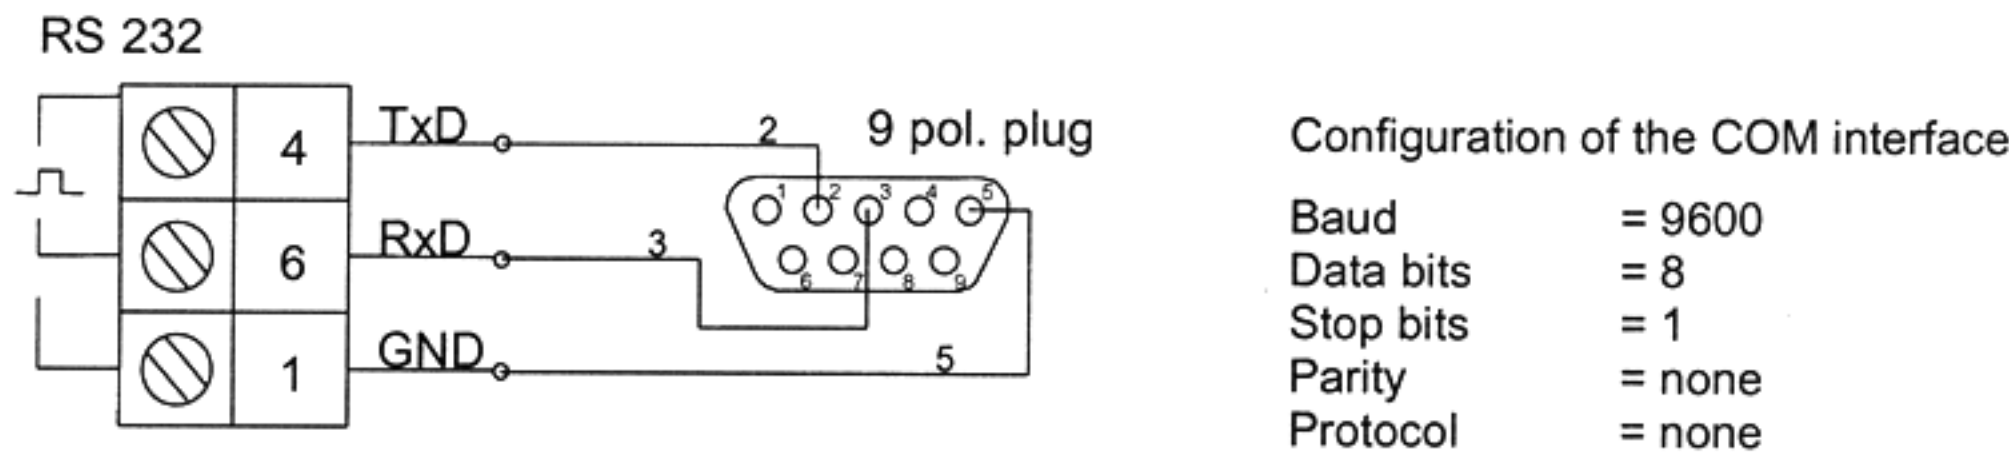 RS 232
4 TxD 2 9 pol. plug
6 RxD 3
1 GND 5
1 2 3 4 5
6 7 8 9
Configuration of the COM interface
Baud = 9600
Data bits = 8
Stop bits = 1
Parity = none
Protocol = none